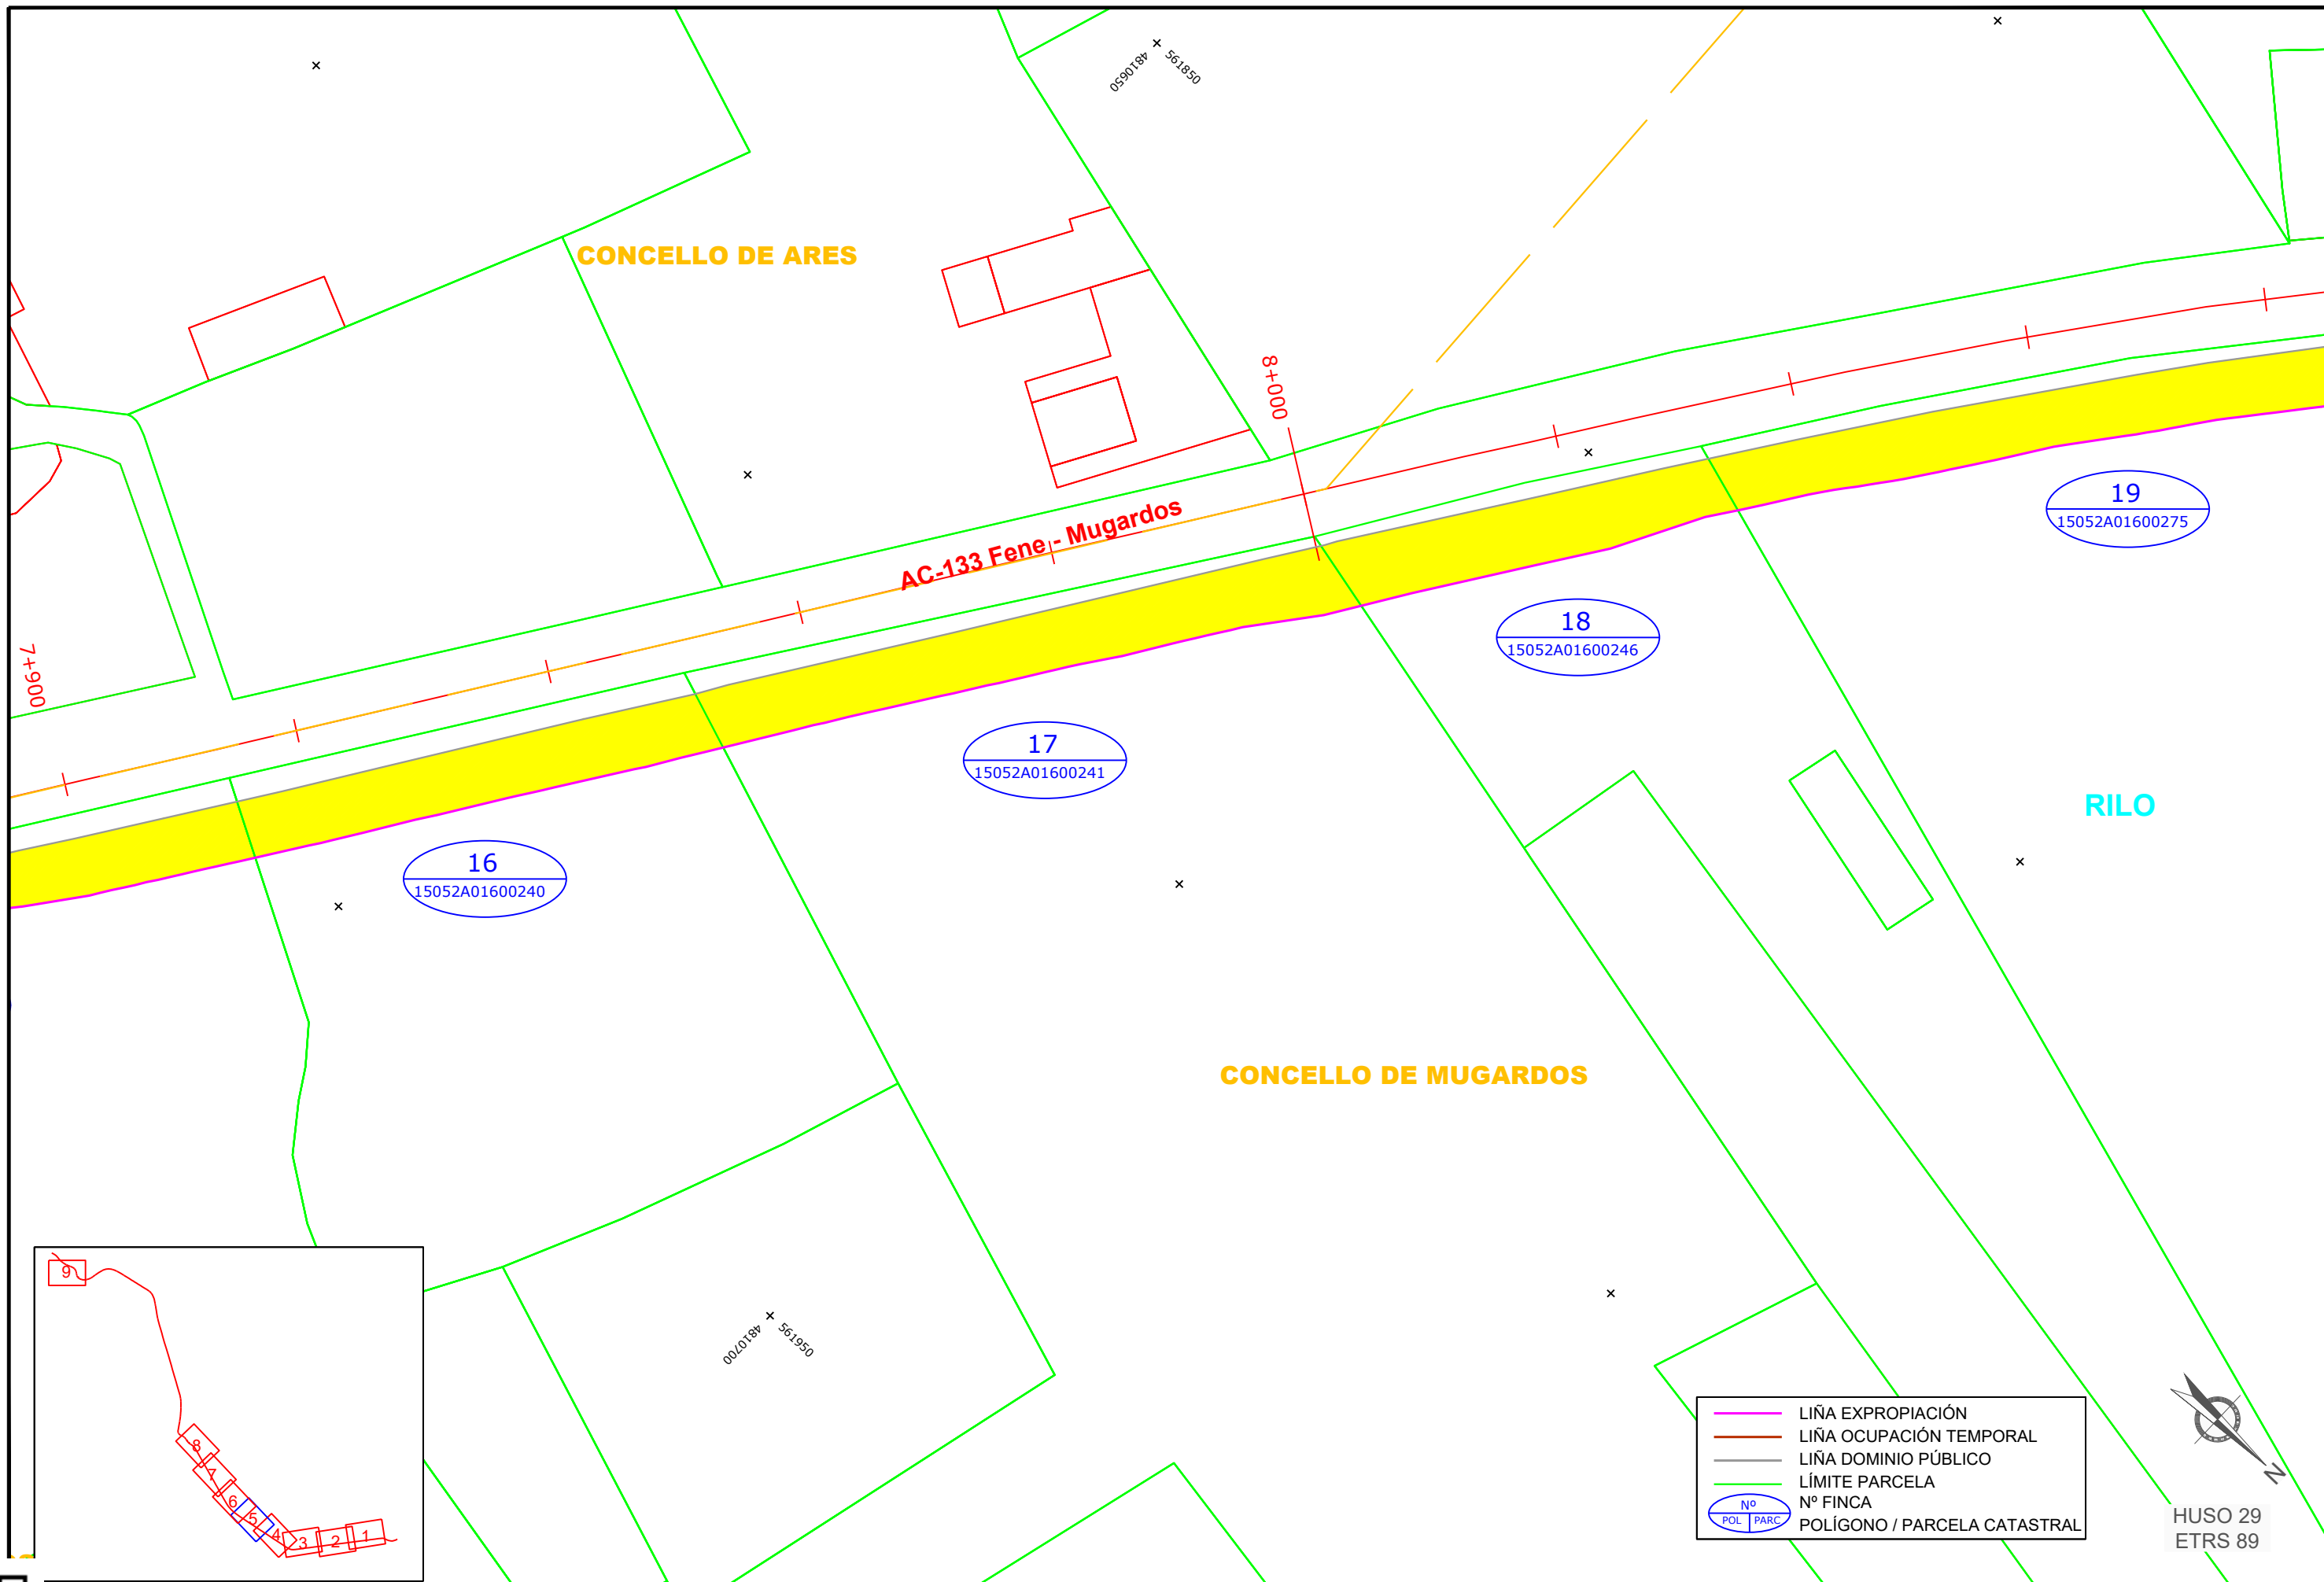 4810650
561850
CONCELLO DE ARES
8+000
AC-133 Fene - Mugardos
19
15052A01600275
18
15052A01600246
7+900
17
15052A01600241
RILO
16
15052A01600240
CONCELLO DE MUGARDOS
4810700
561950
9
8
7
6
5
4
3
2
1
LIÑA EXPROPIACIÓN
LIÑA OCUPACIÓN TEMPORAL
LIÑA DOMINIO PÚBLICO
LÍMITE PARCELA
Nº
POL
PARC
Nº FINCA
POLÍGONO / PARCELA CATASTRAL
N
HUSO 29
ETRS 89